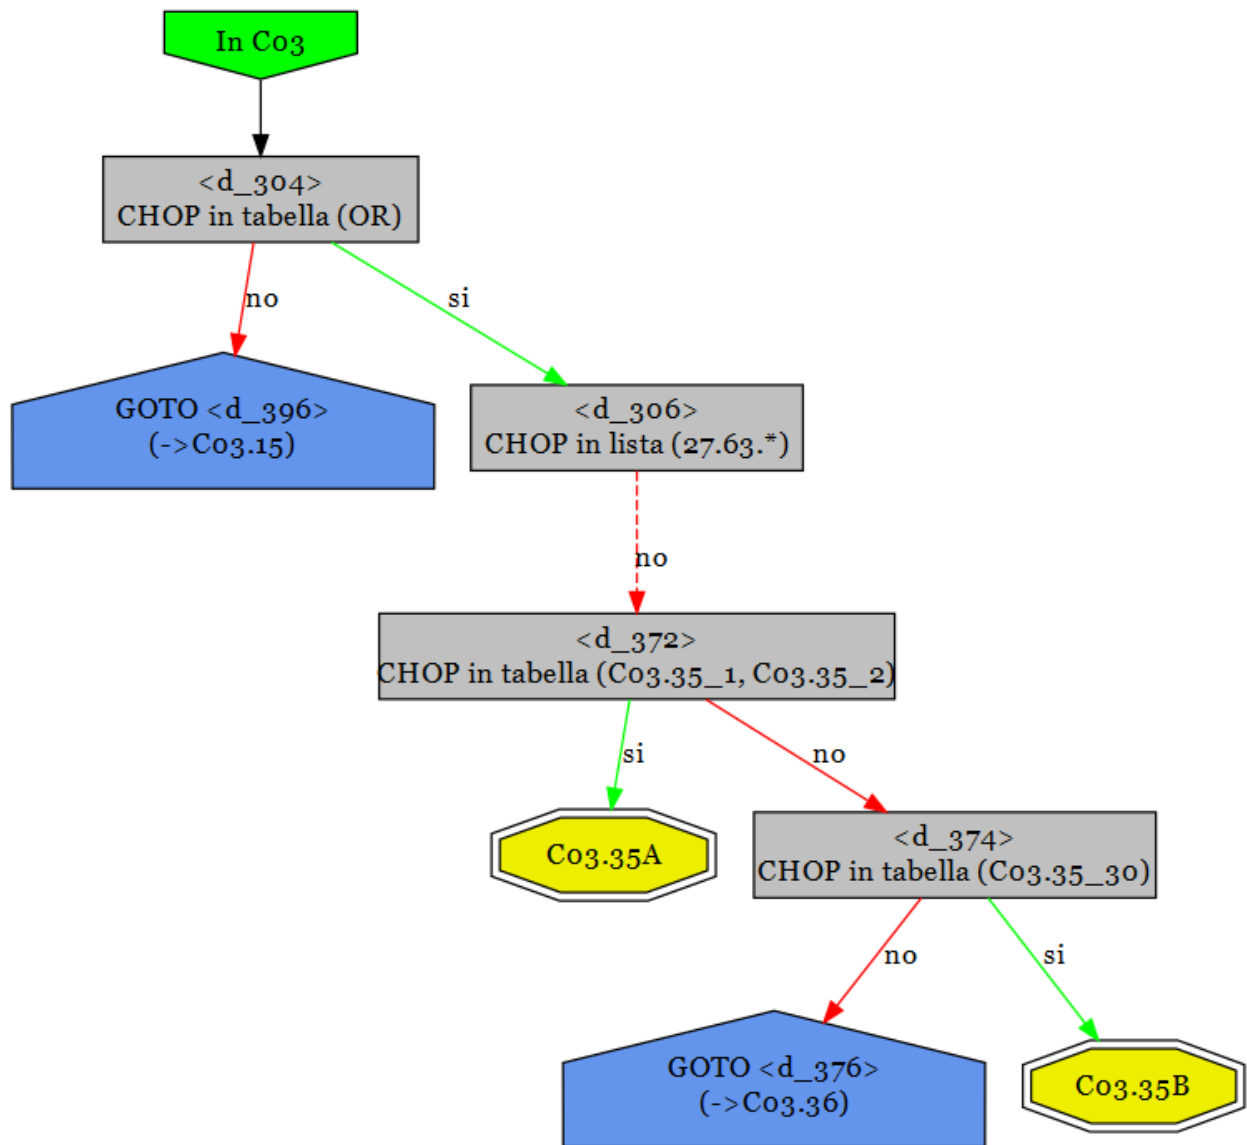 In C03
<d_304>
CHOP in tabella (OR)
no
si
GOTO <d_396>
(->C03.15)
<d_306>
CHOP in lista (27.63.*)
no
<d_372>
CHOP in tabella (C03.35_1, C03.35_2)
si
no
C03.35A
<d_374>
CHOP in tabella (C03.35_30)
no
si
GOTO <d_376>
(->C03.36)
C03.35B